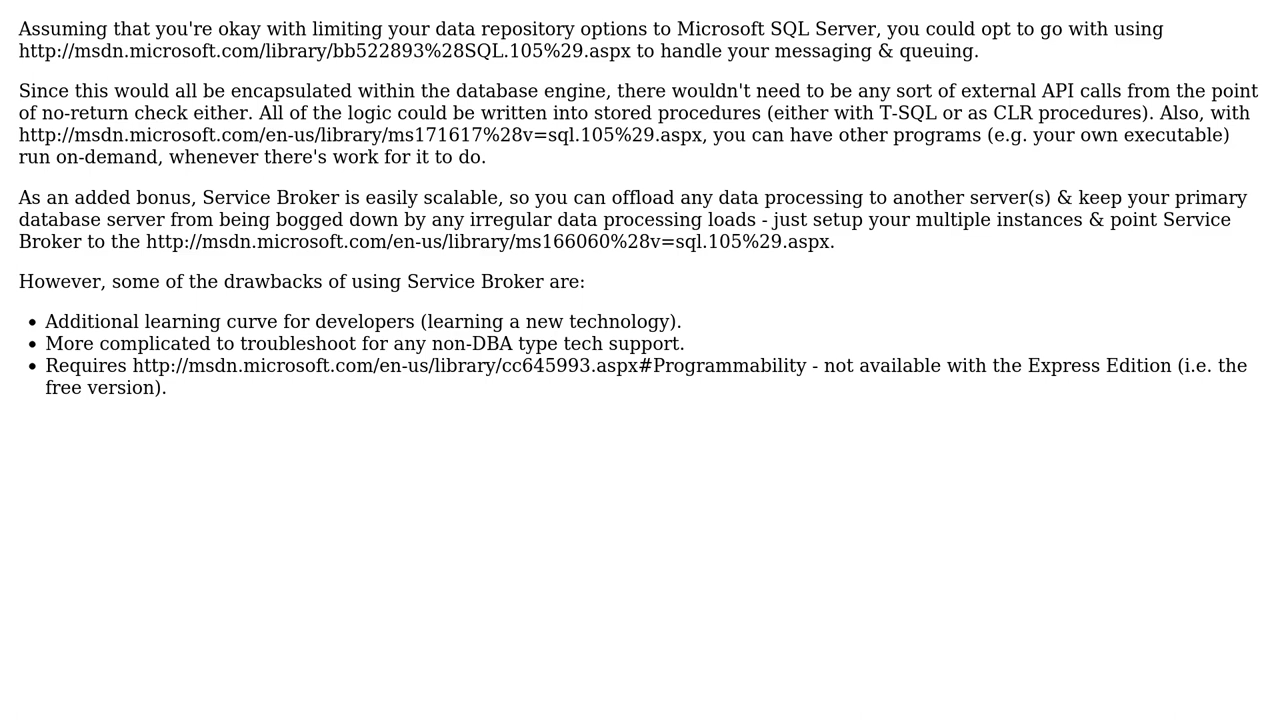 Assuming that you're okay with limiting your data repository options to Microsoft SQL Server, you could opt to go with using
http://msdn.microsoft.com/library/bb522893%28SQL.105%29.aspx to handle your messaging & queuing.
Since this would all be encapsulated within the database engine, there wouldn't need to be any sort of external API calls from the point
of no-return check either. All of the logic could be written into stored procedures (either with T-SQL or as CLR procedures). Also, with
http://msdn.microsoft.com/en-us/library/ms171617%28v=sql.105%29.aspx, you can have other programs (e.g. your own executable)
run on-demand, whenever there's work for it to do.
As an added bonus, Service Broker is easily scalable, so you can offload any data processing to another server(s) & keep your primary
database server from being bogged down by any irregular data processing loads - just setup your multiple instances & point Service
Broker to the http://msdn.microsoft.com/en-us/library/ms166060%28v=sql.105%29.aspx.
However, some of the drawbacks of using Service Broker are:
• Additional learning curve for developers (learning a new technology).
• More complicated to troubleshoot for any non-DBA type tech support.
• Requires http://msdn.microsoft.com/en-us/library/cc645993.aspx#Programmability - not available with the Express Edition (i.e. the
free version).